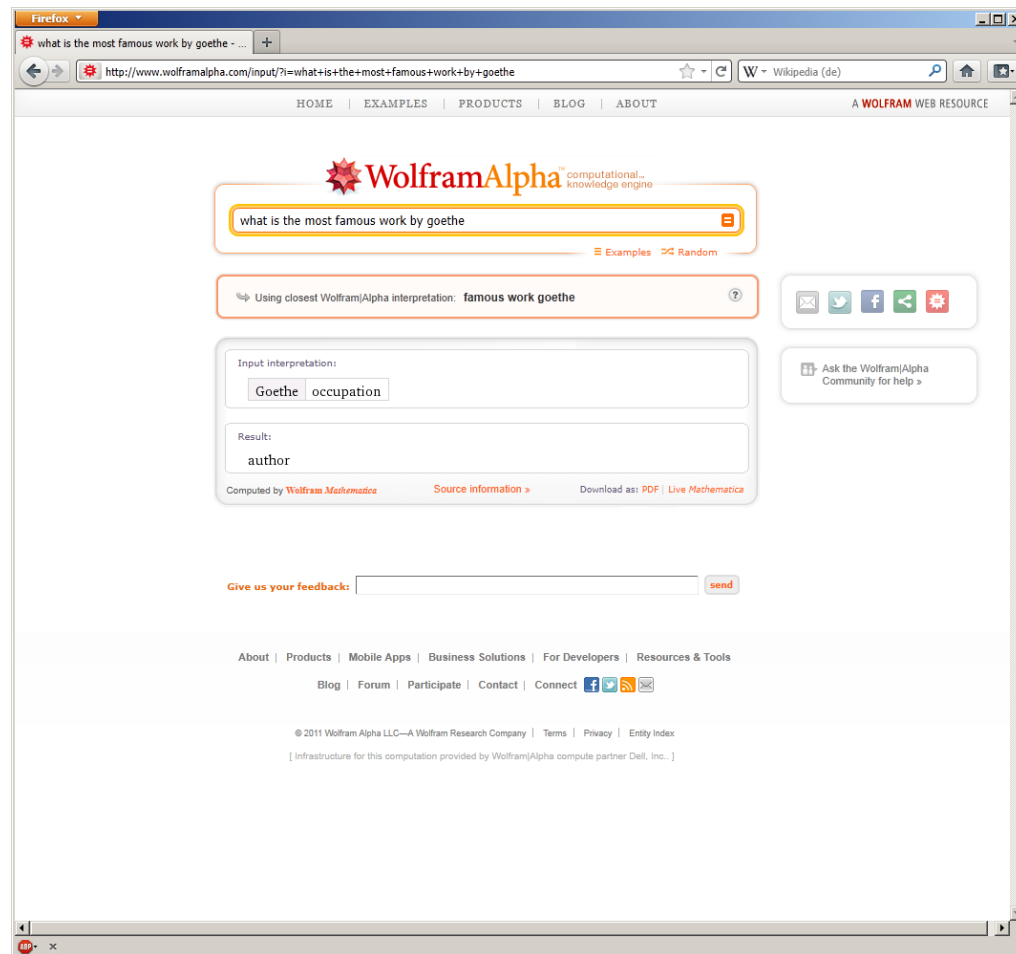 Firefox
what is the most famous work by goethe - ...
http://www.wolframalpha.com/input/?i=what+is+the+most+famous+work+by+goethe
W Wikipedia (de)
HOME | EXAMPLES | PRODUCTS | BLOG | ABOUT
A WOLFRAM WEB RESOURCE
WolframAlpha™ computational...
knowledge engine
what is the most famous work by goethe
Examples Random
Using closest Wolfram|Alpha interpretation: famous work goethe ?
Input interpretation:
Goethe occupation
Result:
author
Computed by Wolfram Mathematica Source information » Download as: PDF | Live Mathematica
Ask the Wolfram|Alpha
Community for help »
Give us your feedback: send
About | Products | Mobile Apps | Business Solutions | For Developers | Resources & Tools
Blog | Forum | Participate | Contact | Connect
© 2011 Wolfram Alpha LLC—A Wolfram Research Company | Terms | Privacy | Entity Index
[ Infrastructure for this computation provided by Wolfram|Alpha compute partner Dell, Inc.. ]
ABP